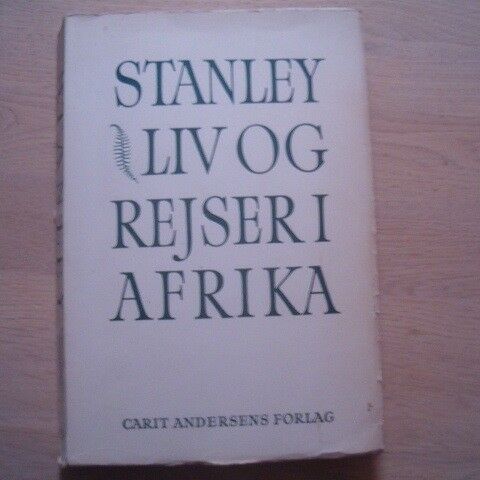 STANLEY
LIV OG
REJSER I
AFRIKA
CARIT ANDERSENS FORLAG